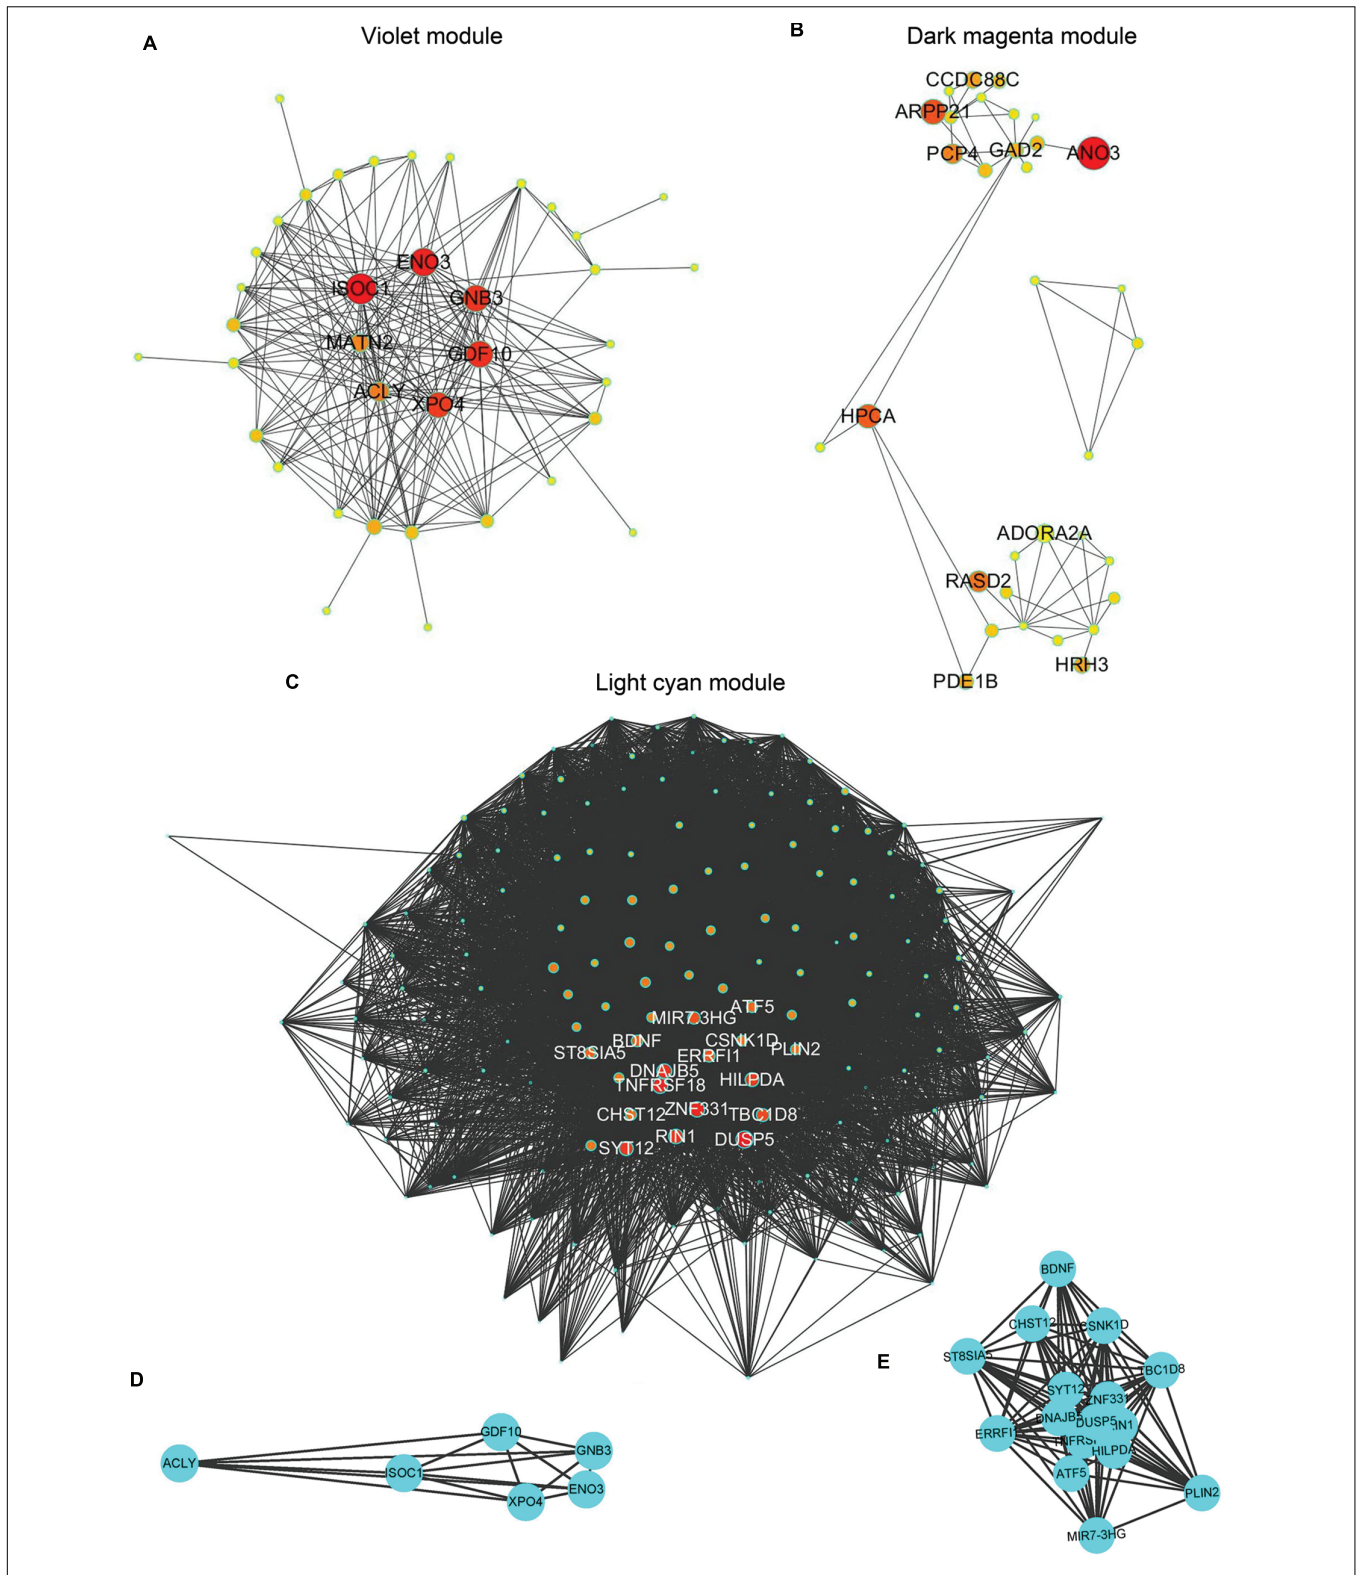 A
Violet module
ENO3
ISOC1
GNB3
MATN2
GDF10
ACLY
XPO4
B
Dark magenta module
CCDC88C
ARPP21
PCP4
GAD2
ANO3
HPCA
ADORA2A
RASD2
HRH3
PDE1B
C
Light cyan module
ATF5
MIR7-3HG
BDNF
CSNK1D
PLIN2
ST8SIA5
ERRFI1
DNAJB5
TNFRSF18
HILPDA
CHST12
ZNF331
TBC1D8
RIN1
DUSP5
SYT12
D
GDF10
GNB3
ACLY
ISOC1
ENO3
XPO4
E
BDNF
CHST12
CSNK1D
ST8SIA5
TBC1D8
SYT12
ZNF331
DNAJB5
DUSP5
ERRFI1
HILPDA
ATF5
PLIN2
MIR7-3HG